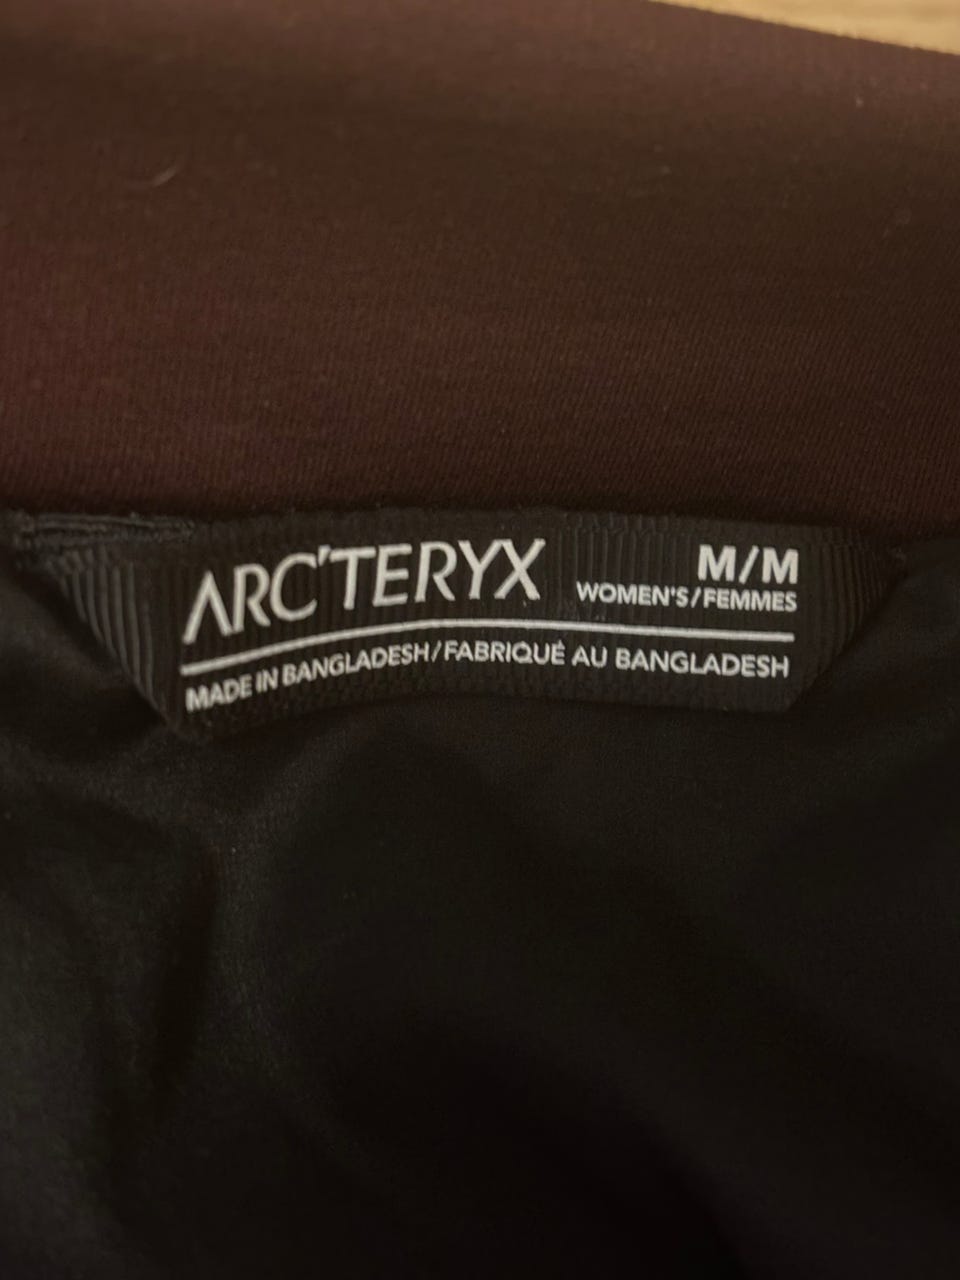 ARC'TERYX
M/M
WOMEN'S/FEMMES
MADE IN BANGLADESH/FABRIQUÉ AU BANGLADESH